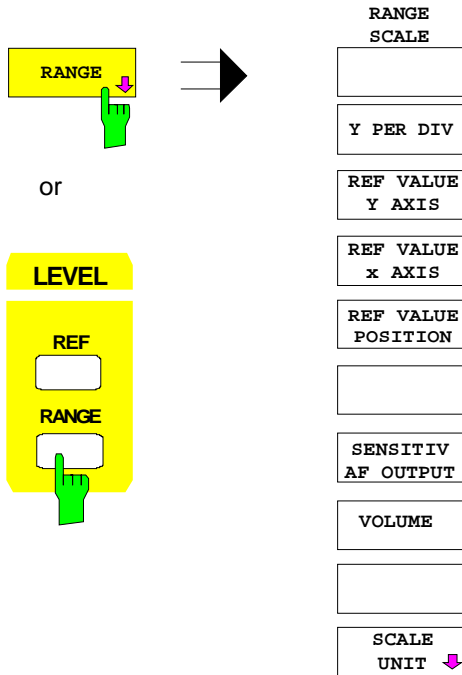 RANGE
or
LEVEL
REF
RANGE
RANGE
SCALE
Y PER DIV
REF VALUE
Y AXIS
REF VALUE
x AXIS
REF VALUE
POSITION
SENSITIV
AF OUTPUT
VOLUME
SCALE
UNIT